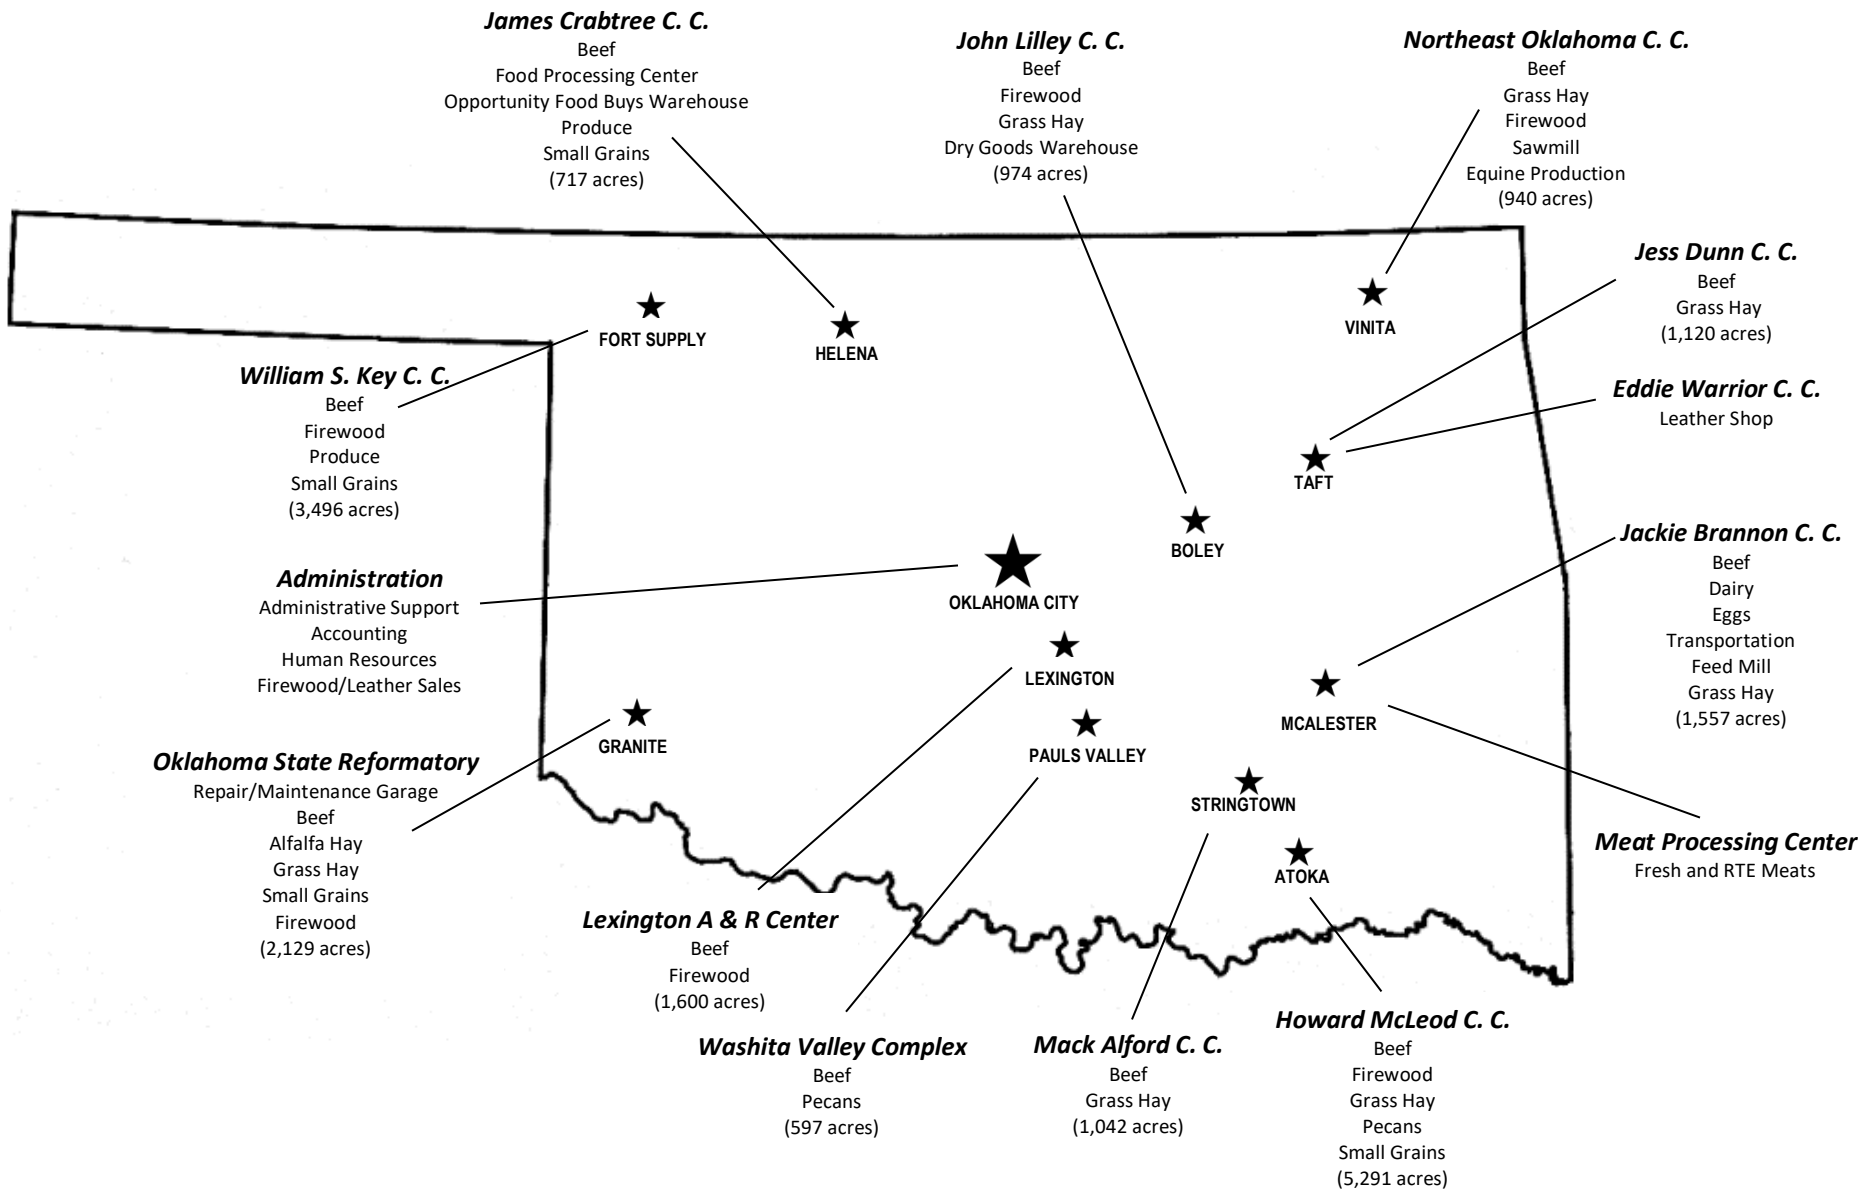 James Crabtree C. C.
Beef
Food Processing Center
Opportunity Food Buys Warehouse
Produce
Small Grains
(717 acres)
John Lilley C. C.
Beef
Firewood
Grass Hay
Dry Goods Warehouse
(974 acres)
Northeast Oklahoma C. C.
Beef
Grass Hay
Firewood
Sawmill
Equine Production
(940 acres)
Jess Dunn C. C.
Beef
Grass Hay
(1,120 acres)
Eddie Warrior C. C.
Leather Shop
FORT SUPPLY
HELENA
VINITA
William S. Key C. C.
Beef
Firewood
Produce
Small Grains
(3,496 acres)
TAFT
BOLEY
Jackie Brannon C. C.
Beef
Dairy
Eggs
Transportation
Feed Mill
Grass Hay
(1,557 acres)
Administration
Administrative Support
Accounting
Human Resources
Firewood/Leather Sales
OKLAHOMA CITY
LEXINGTON
MCALESTER
GRANITE
PAULS VALLEY
Oklahoma State Reformatory
Repair/Maintenance Garage
Beef
Alfalfa Hay
Grass Hay
Small Grains
Firewood
(2,129 acres)
STRINGTOWN
ATOKA
Meat Processing Center
Fresh and RTE Meats
Lexington A & R Center
Beef
Firewood
(1,600 acres)
Washita Valley Complex
Beef
Pecans
(597 acres)
Mack Alford C. C.
Beef
Grass Hay
(1,042 acres)
Howard McLeod C. C.
Beef
Firewood
Grass Hay
Pecans
Small Grains
(5,291 acres)